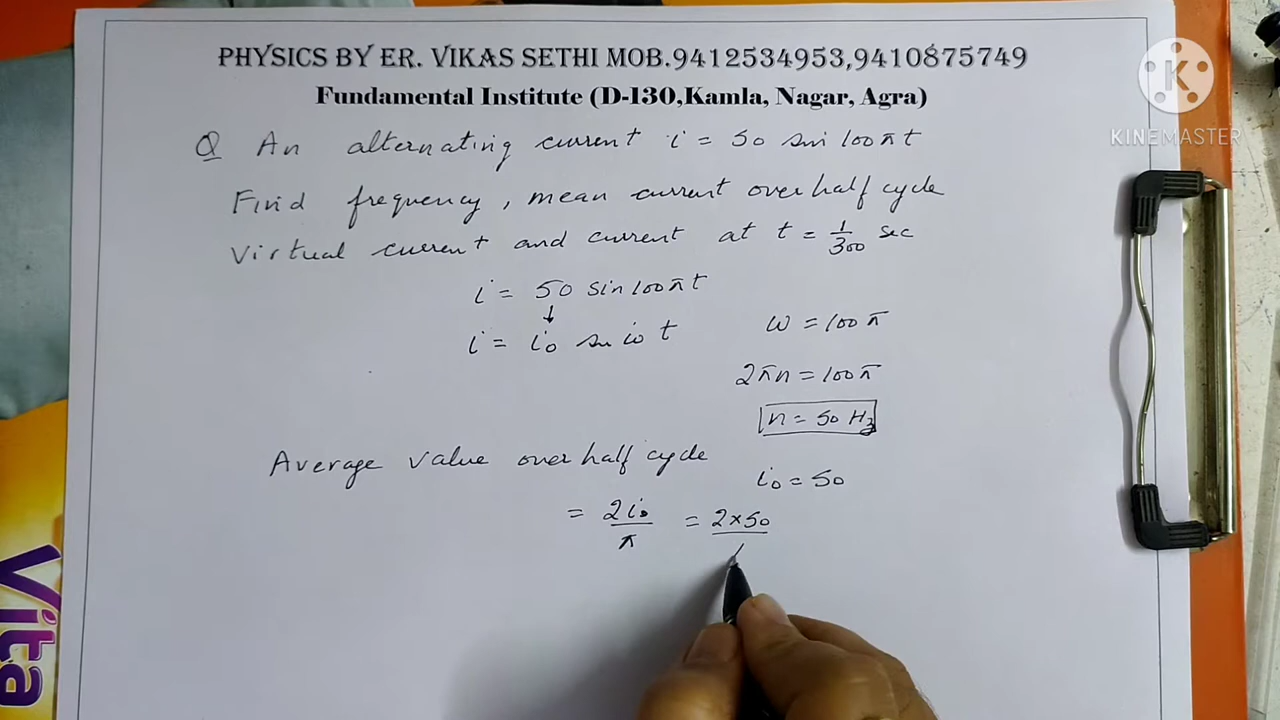 PHYSICS BY ER. VIKAS SETHI MOB.9412534953,9410875749
Fundamental Institute (D-130,Kamla, Nagar, Agra)
KINEMASTER
Q An alternating current i = 50 sin 100πt
Find frequency, mean current over half cycle
Virtual current and current at t = 1/300 sec
i = 50 sin 100πt
↓
i = i₀ sin ωt
ω = 100π
2πn = 100π
n = 50 Hz
Average value over half cycle
i₀ = 50
= 2i₀/π = 2×50/
Vita